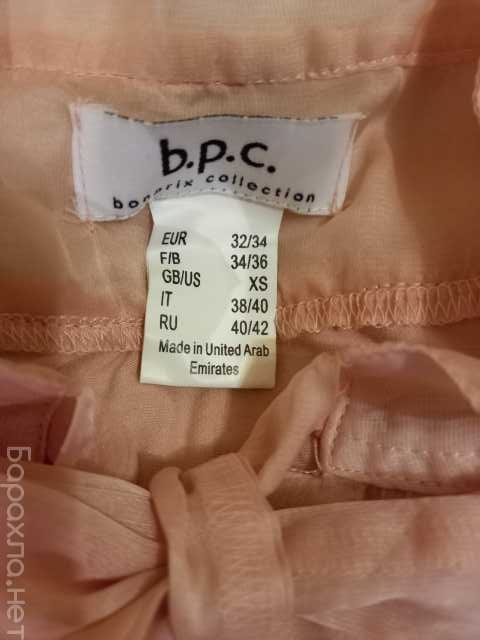 b.p.c.
bonprix collection
EUR 32/34
F/B 34/36
GB/US XS
IT 38/40
RU 40/42
Made in United Arab
Emirates
Барохло.нет